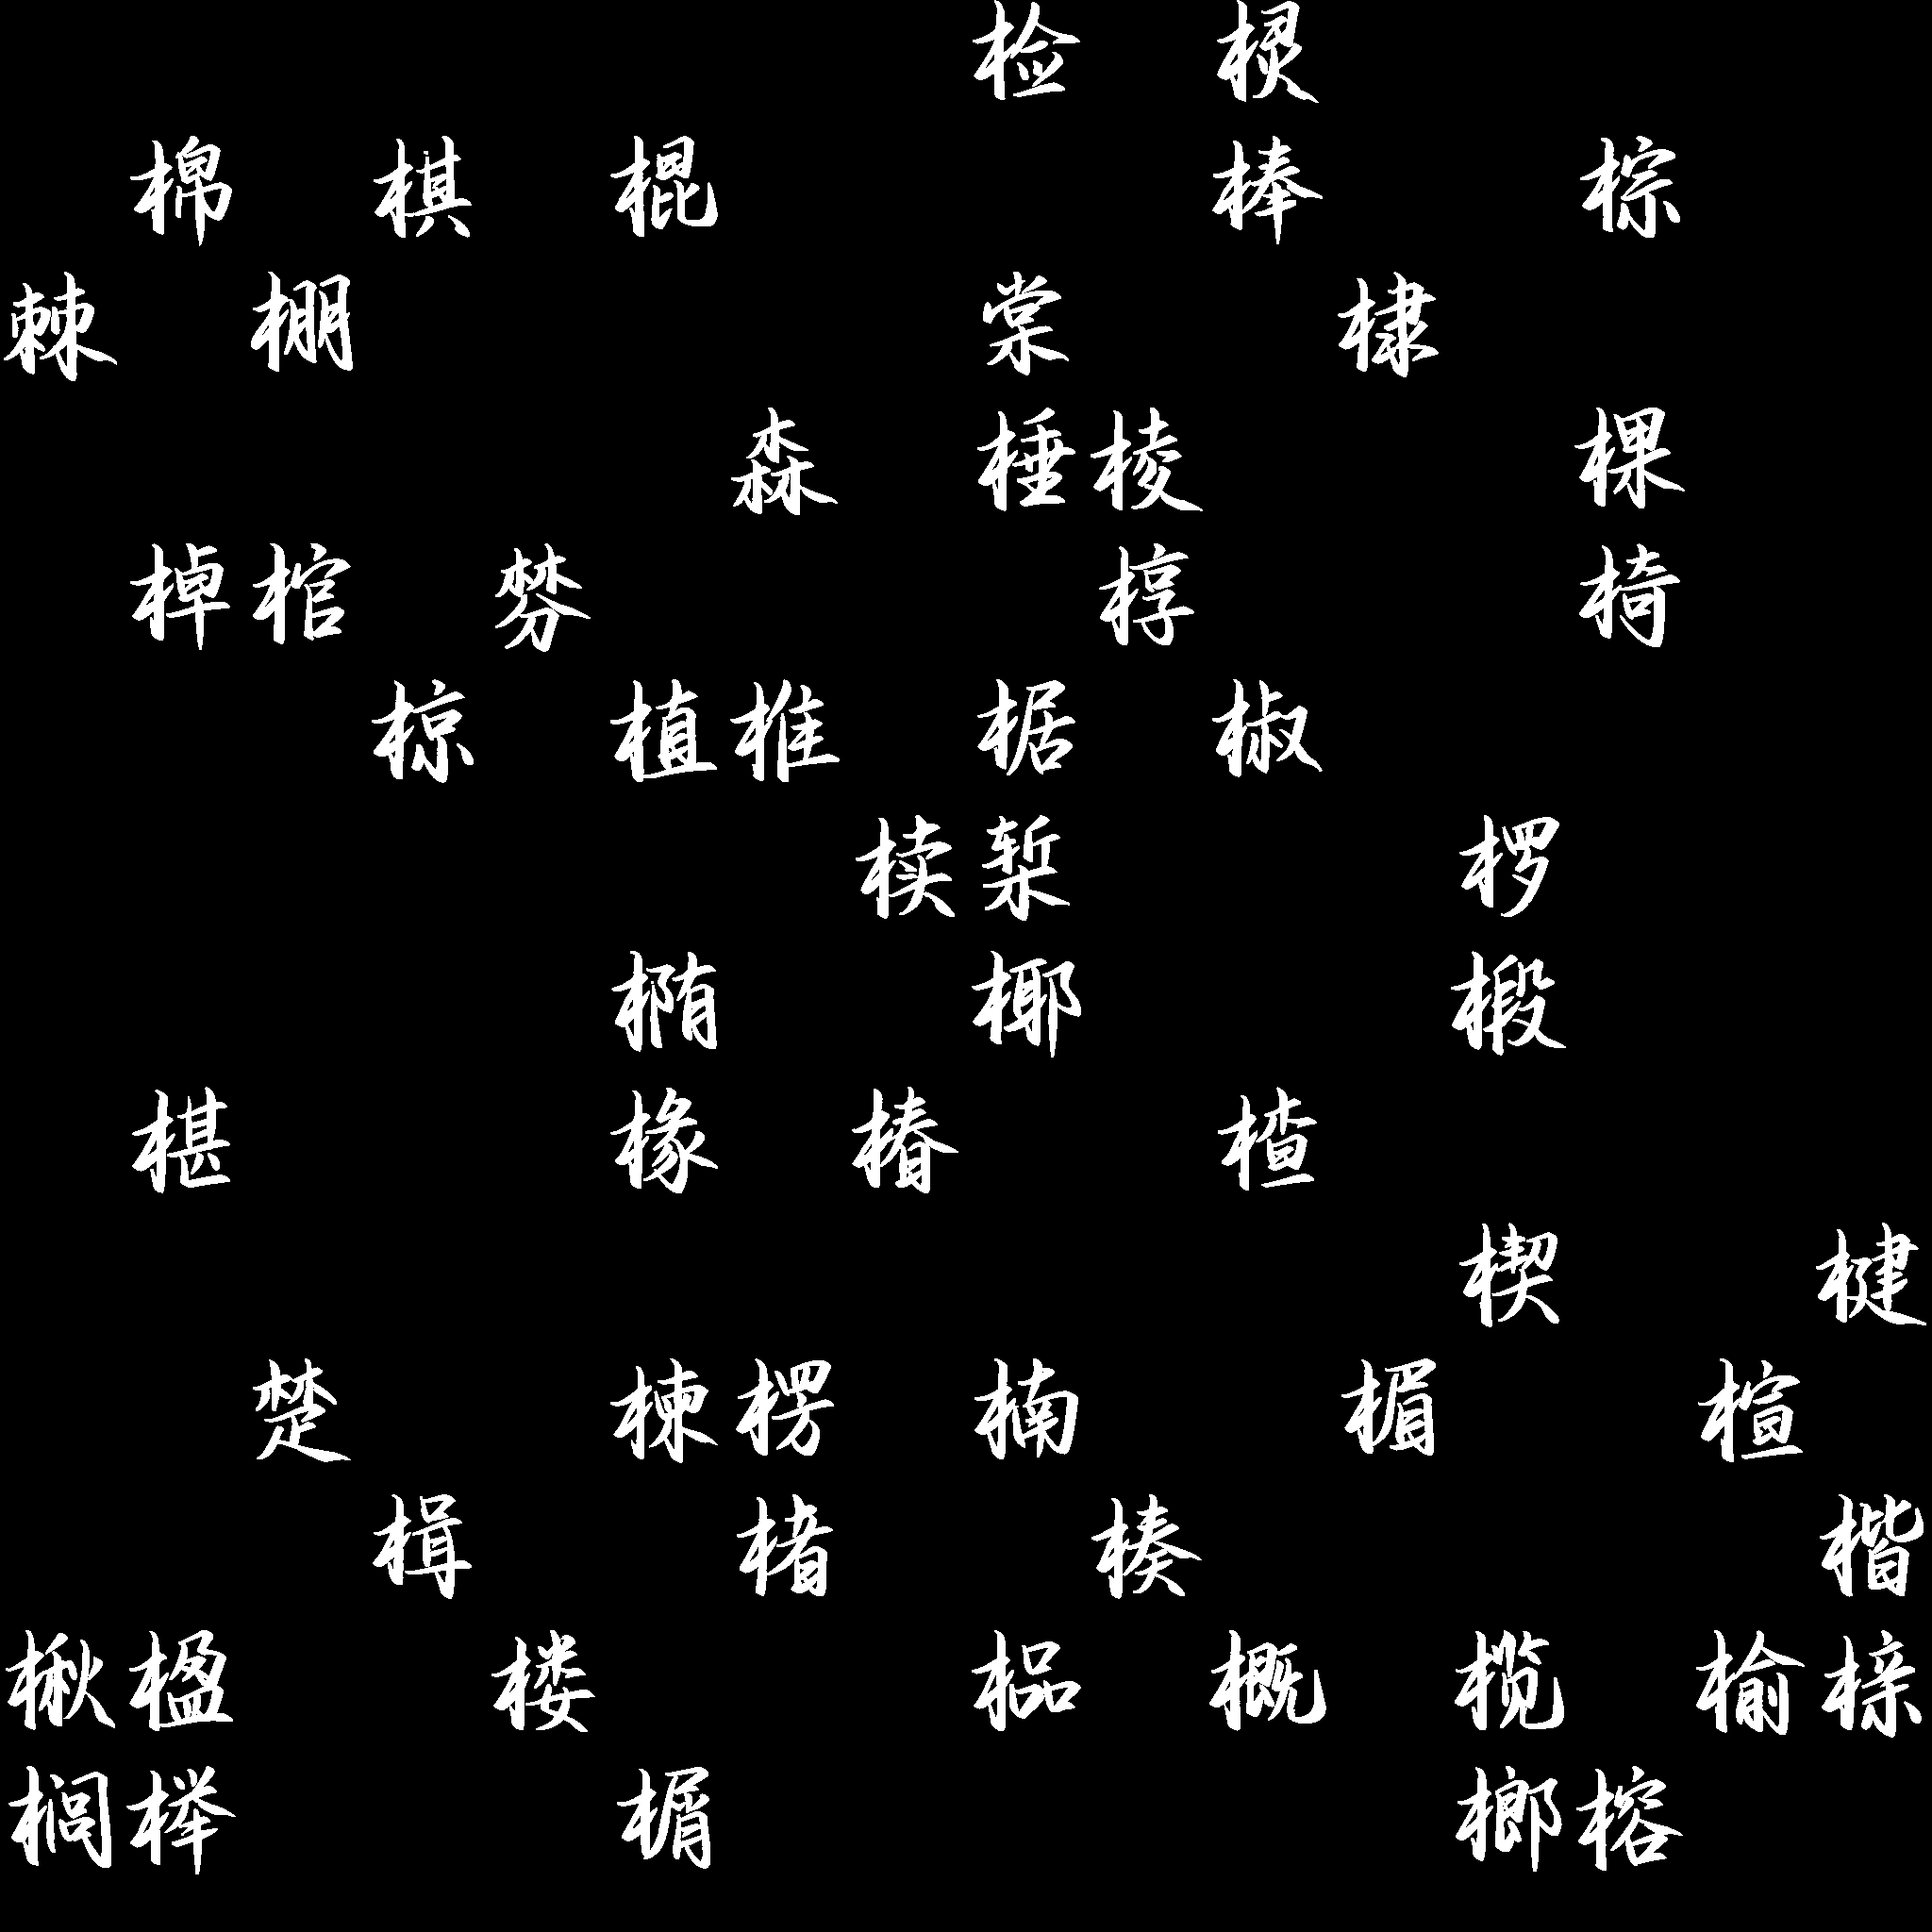 检棂
棉棋棍棒棕
棘棚棠棣
森棰棱棵
棹棺棼椁椅
椋植椎椐椒
椟椠椤
椭椰椴
椹椽椿楂
楔楗
楚楝楞楠楣楦
楫楮楱楷
楸楹楼榀概榄榆榇
榈榉榍榔榕